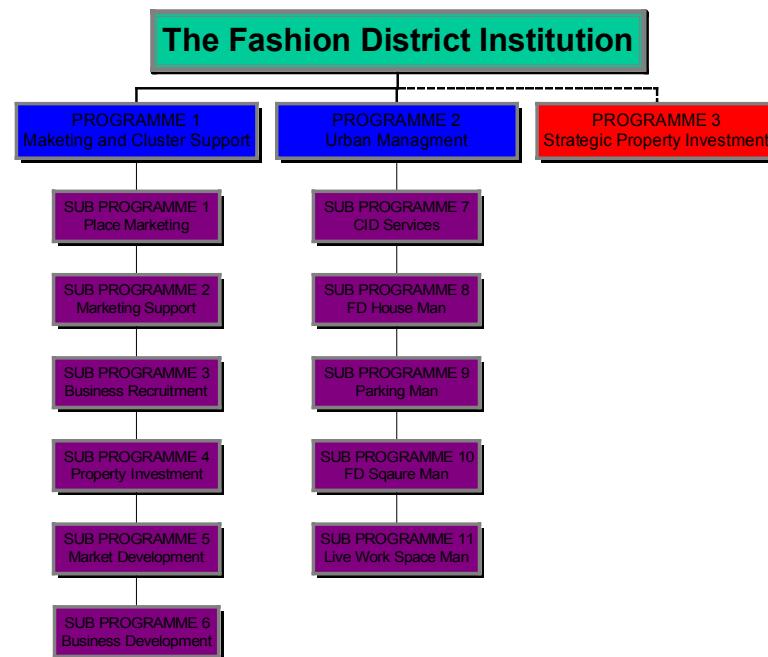 The Fashion District Institution
PROGRAMME 1
Maketing and Cluster Support
PROGRAMME 2
Urban Managment
PROGRAMME 3
Strategic Property Investment
SUB PROGRAMME 1
Place Marketing
SUB PROGRAMME 2
Marketing Support
SUB PROGRAMME 3
Business Recruitment
SUB PROGRAMME 4
Property Investment
SUB PROGRAMME 5
Market Development
SUB PROGRAMME 6
Business Development
SUB PROGRAMME 7
CID Services
SUB PROGRAMME 8
FD House Man
SUB PROGRAMME 9
Parking Man
SUB PROGRAMME 10
FD Sqaure Man
SUB PROGRAMME 11
Live Work Space Man